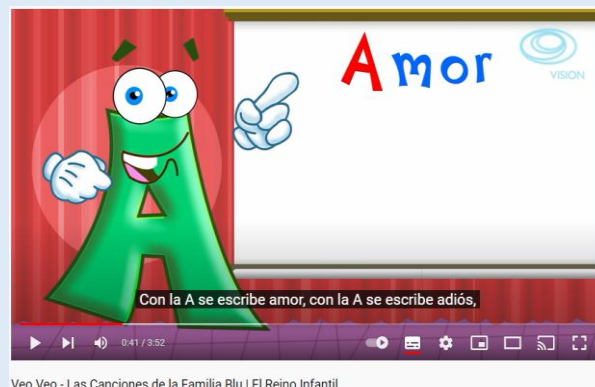 Amor
VISION
Con la A se escribe amor, con la A se escribe adiós,
0:41 / 3:52
Veo Veo - Las Canciones de la Familia Blu | El Reino Infantil